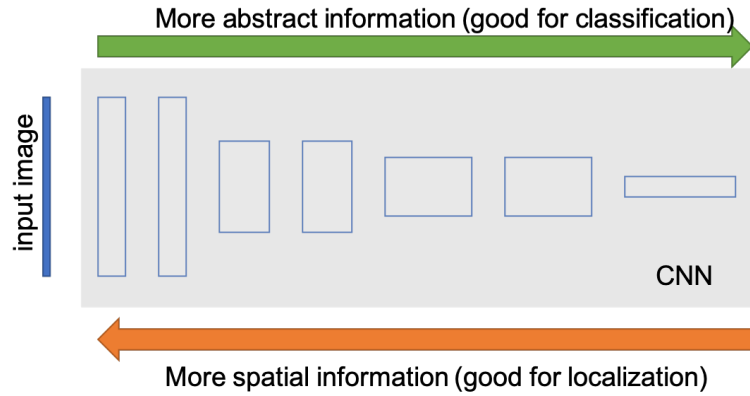 More abstract information (good for classification)
input image
CNN
More spatial information (good for localization)